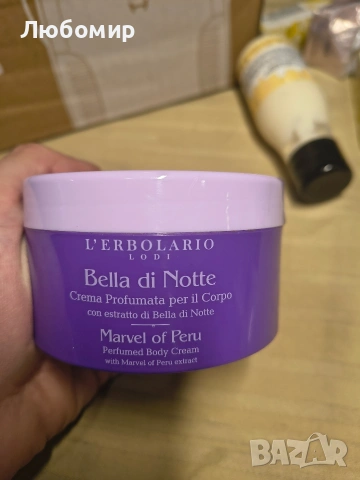 Любомир
L'ERBOLARIO
LODI
Bella di Notte
Crema Profumata per il Corpo
con estratto di Bella di Notte
Marvel of Peru
Perfumed Body Cream
with Marvel of Peru extract
BAZAR
bg